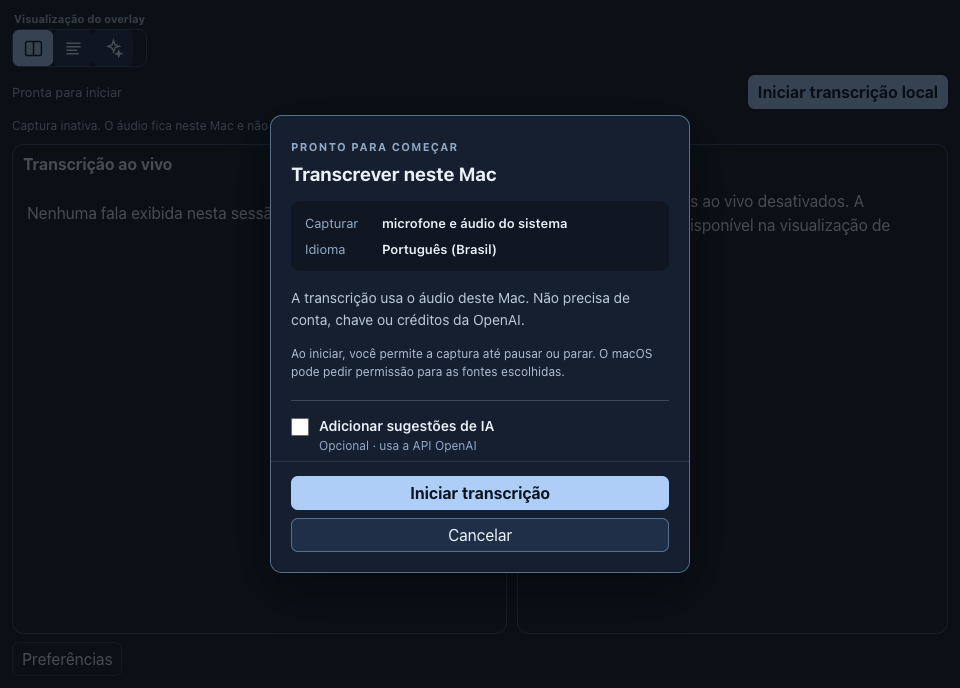 Visualização do overlay
Pronta para iniciar
Iniciar transcrição local
Captura inativa. O áudio fica neste Mac e não
Transcrição ao vivo
Nenhuma fala exibida nesta sessã
s ao vivo desativados. A
isponível na visualização de
PRONTO PARA COMEÇAR
Transcrever neste Mac
Capturar microfone e áudio do sistema
Idioma Português (Brasil)
A transcrição usa o áudio deste Mac. Não precisa de
conta, chave ou créditos da OpenAI.
Ao iniciar, você permite a captura até pausar ou parar. O macOS
pode pedir permissão para as fontes escolhidas.
Adicionar sugestões de IA
Opcional · usa a API OpenAI
Iniciar transcrição
Cancelar
Preferências